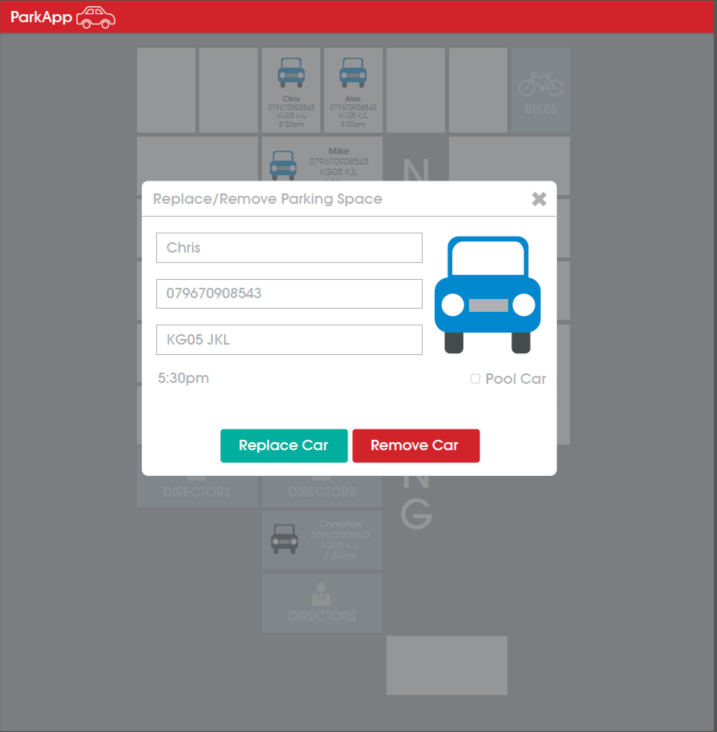 ParkApp
Chris
079670908543
KG05 KJL
8:00am
Alan
079670908543
KG05 KJL
8:00am
BIKES
Mike
079670908543
KG05 KJL
N
Replace/Remove Parking Space
Chris
079670908543
KG05 JKL
5:30pm
Pool Car
Replace Car
Remove Car
DIRECTORS
DIRECTORS
N
G
079670908543
KG05 KJL
7:59am
DIRECTORS